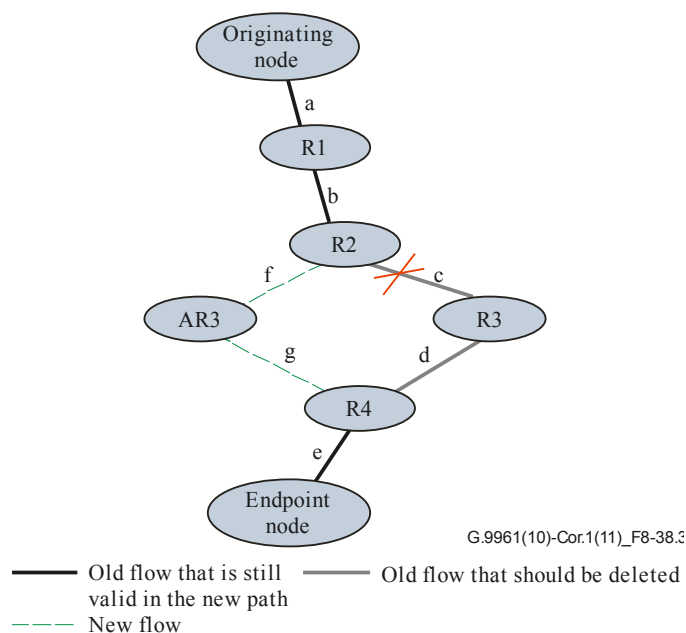 Originating
node
a
R1
b
R2
f
c
AR3
R3
g
d
R4
e
Endpoint
node
G.9961(10)-Cor.1(11)_F8-38.3
Old flow that is still
valid in the new path
Old flow that should be deleted
New flow